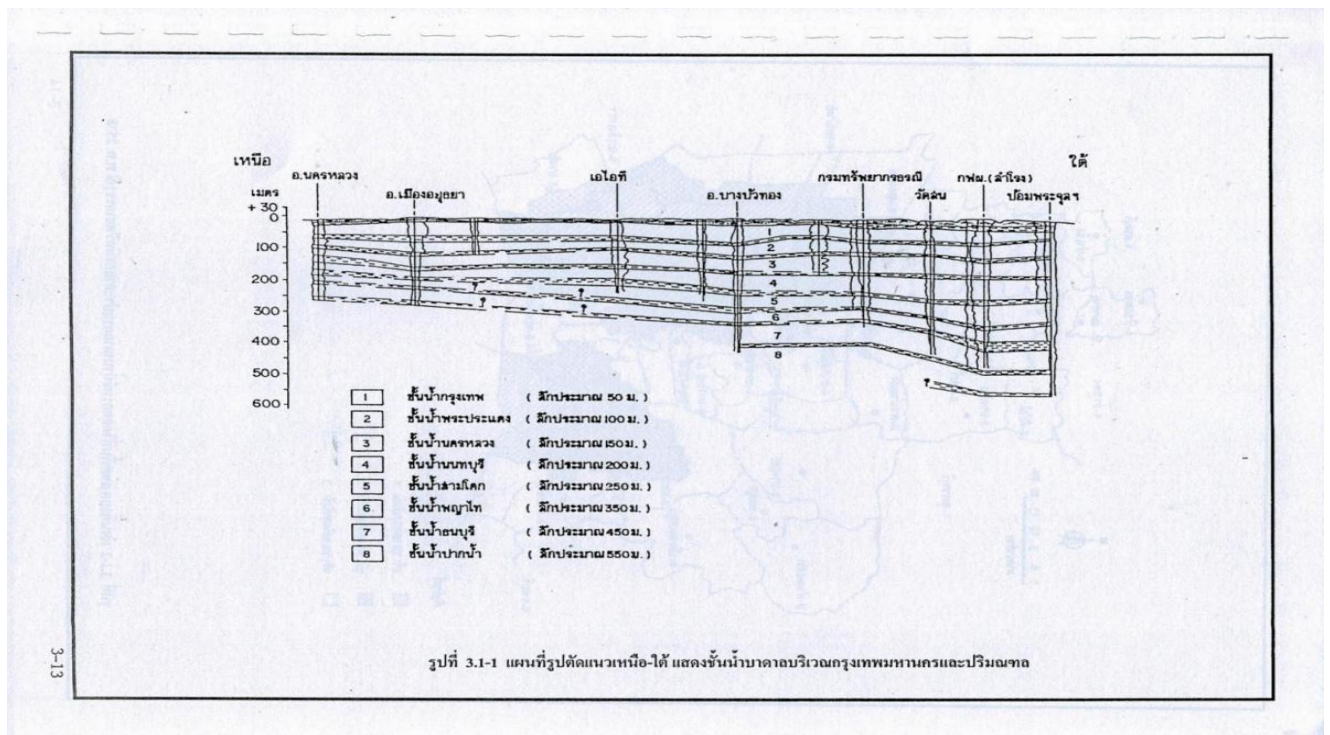 เหนือ
ใต้
อ.นครหลวง
อ.เมืองอยุธยา
เอไอที
อ.บางบัวทอง
กรมทรัพยากรธรณี
วัดลน
กฟผ.(สำโรง)
ป้อมพระจุลฯ
เมตร
+ 30
0
100
200
300
400
500
600
1
2
3
4
5
6
7
8
?
?
?
?
?
1 ชั้นน้ำกรุงเทพ ( ลึกประมาณ 50 ม. )
2 ชั้นน้ำพระประแดง ( ลึกประมาณ 100 ม. )
3 ชั้นน้ำนครหลวง ( ลึกประมาณ 150 ม. )
4 ชั้นน้ำนนทบุรี ( ลึกประมาณ 200 ม. )
5 ชั้นน้ำสามโคก ( ลึกประมาณ 250 ม. )
6 ชั้นน้ำพญาไท ( ลึกประมาณ 350 ม. )
7 ชั้นน้ำธนบุรี ( ลึกประมาณ 450 ม. )
8 ชั้นน้ำปากน้ำ ( ลึกประมาณ 550 ม. )
รูปที่ 3.1-1 แผนที่รูปตัดแนวเหนือ-ใต้ แสดงชั้นน้ำบาดาลบริเวณกรุงเทพมหานครและปริมณฑล
3-13